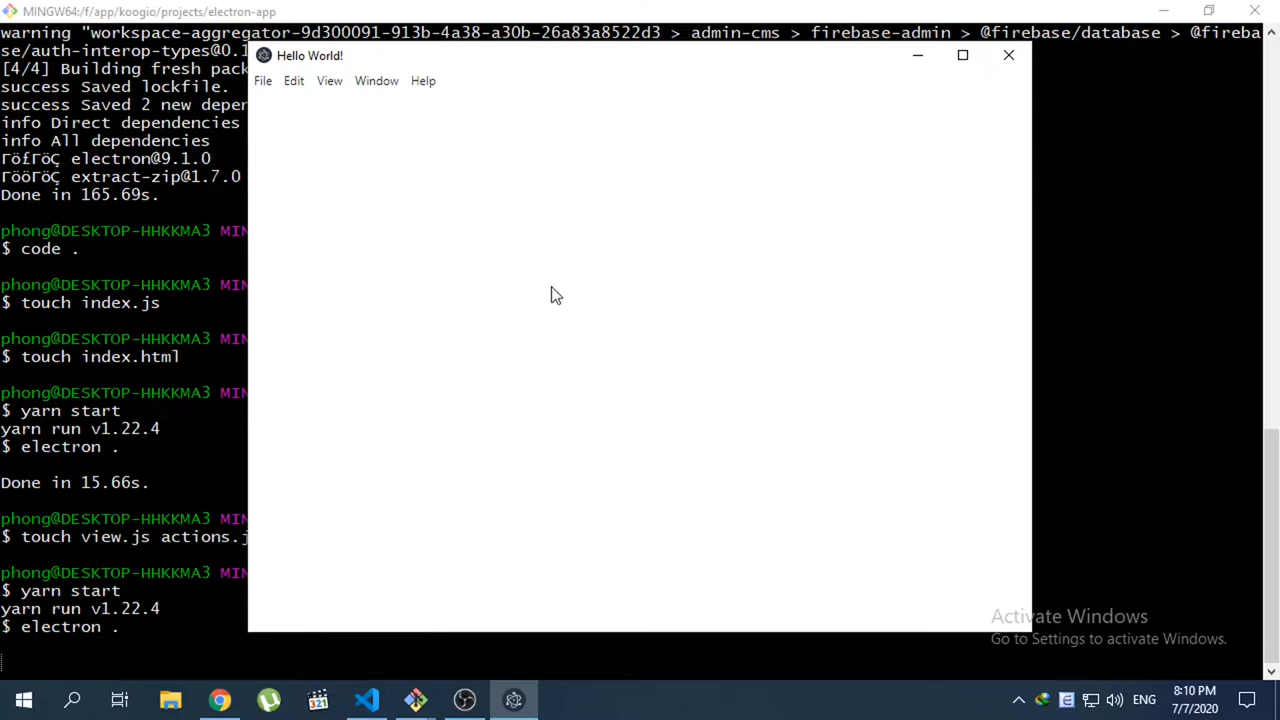 MINGW64:/f/app/koogio/projects/electron-app
warning "workspace-aggregator-9d300091-913b-4a38-a30b-26a83a8522d3 > admin-cms > firebase-admin > @firebase/database > @fireba
se/auth-interop-types@0.1
[4/4] Building fresh pack
success Saved lockfile.
success Saved 2 new depen
info Direct dependencies
info All dependencies
ΓöƒΓöÇ electron@9.1.0
ΓööΓöÇ extract-zip@1.7.0
Done in 165.69s.
phong@DESKTOP-HHKKMA3 MIN
$ code .
phong@DESKTOP-HHKKMA3 MIN
$ touch index.js
phong@DESKTOP-HHKKMA3 MIN
$ touch index.html
phong@DESKTOP-HHKKMA3 MIN
$ yarn start
yarn run v1.22.4
$ electron .
Done in 15.66s.
phong@DESKTOP-HHKKMA3 MIN
$ touch view.js actions.j
phong@DESKTOP-HHKKMA3 MIN
$ yarn start
yarn run v1.22.4
$ electron .
Hello World!
File Edit View Window Help
Activate Windows
Go to Settings to activate Windows.
321
ENG
8:10 PM
7/7/2020